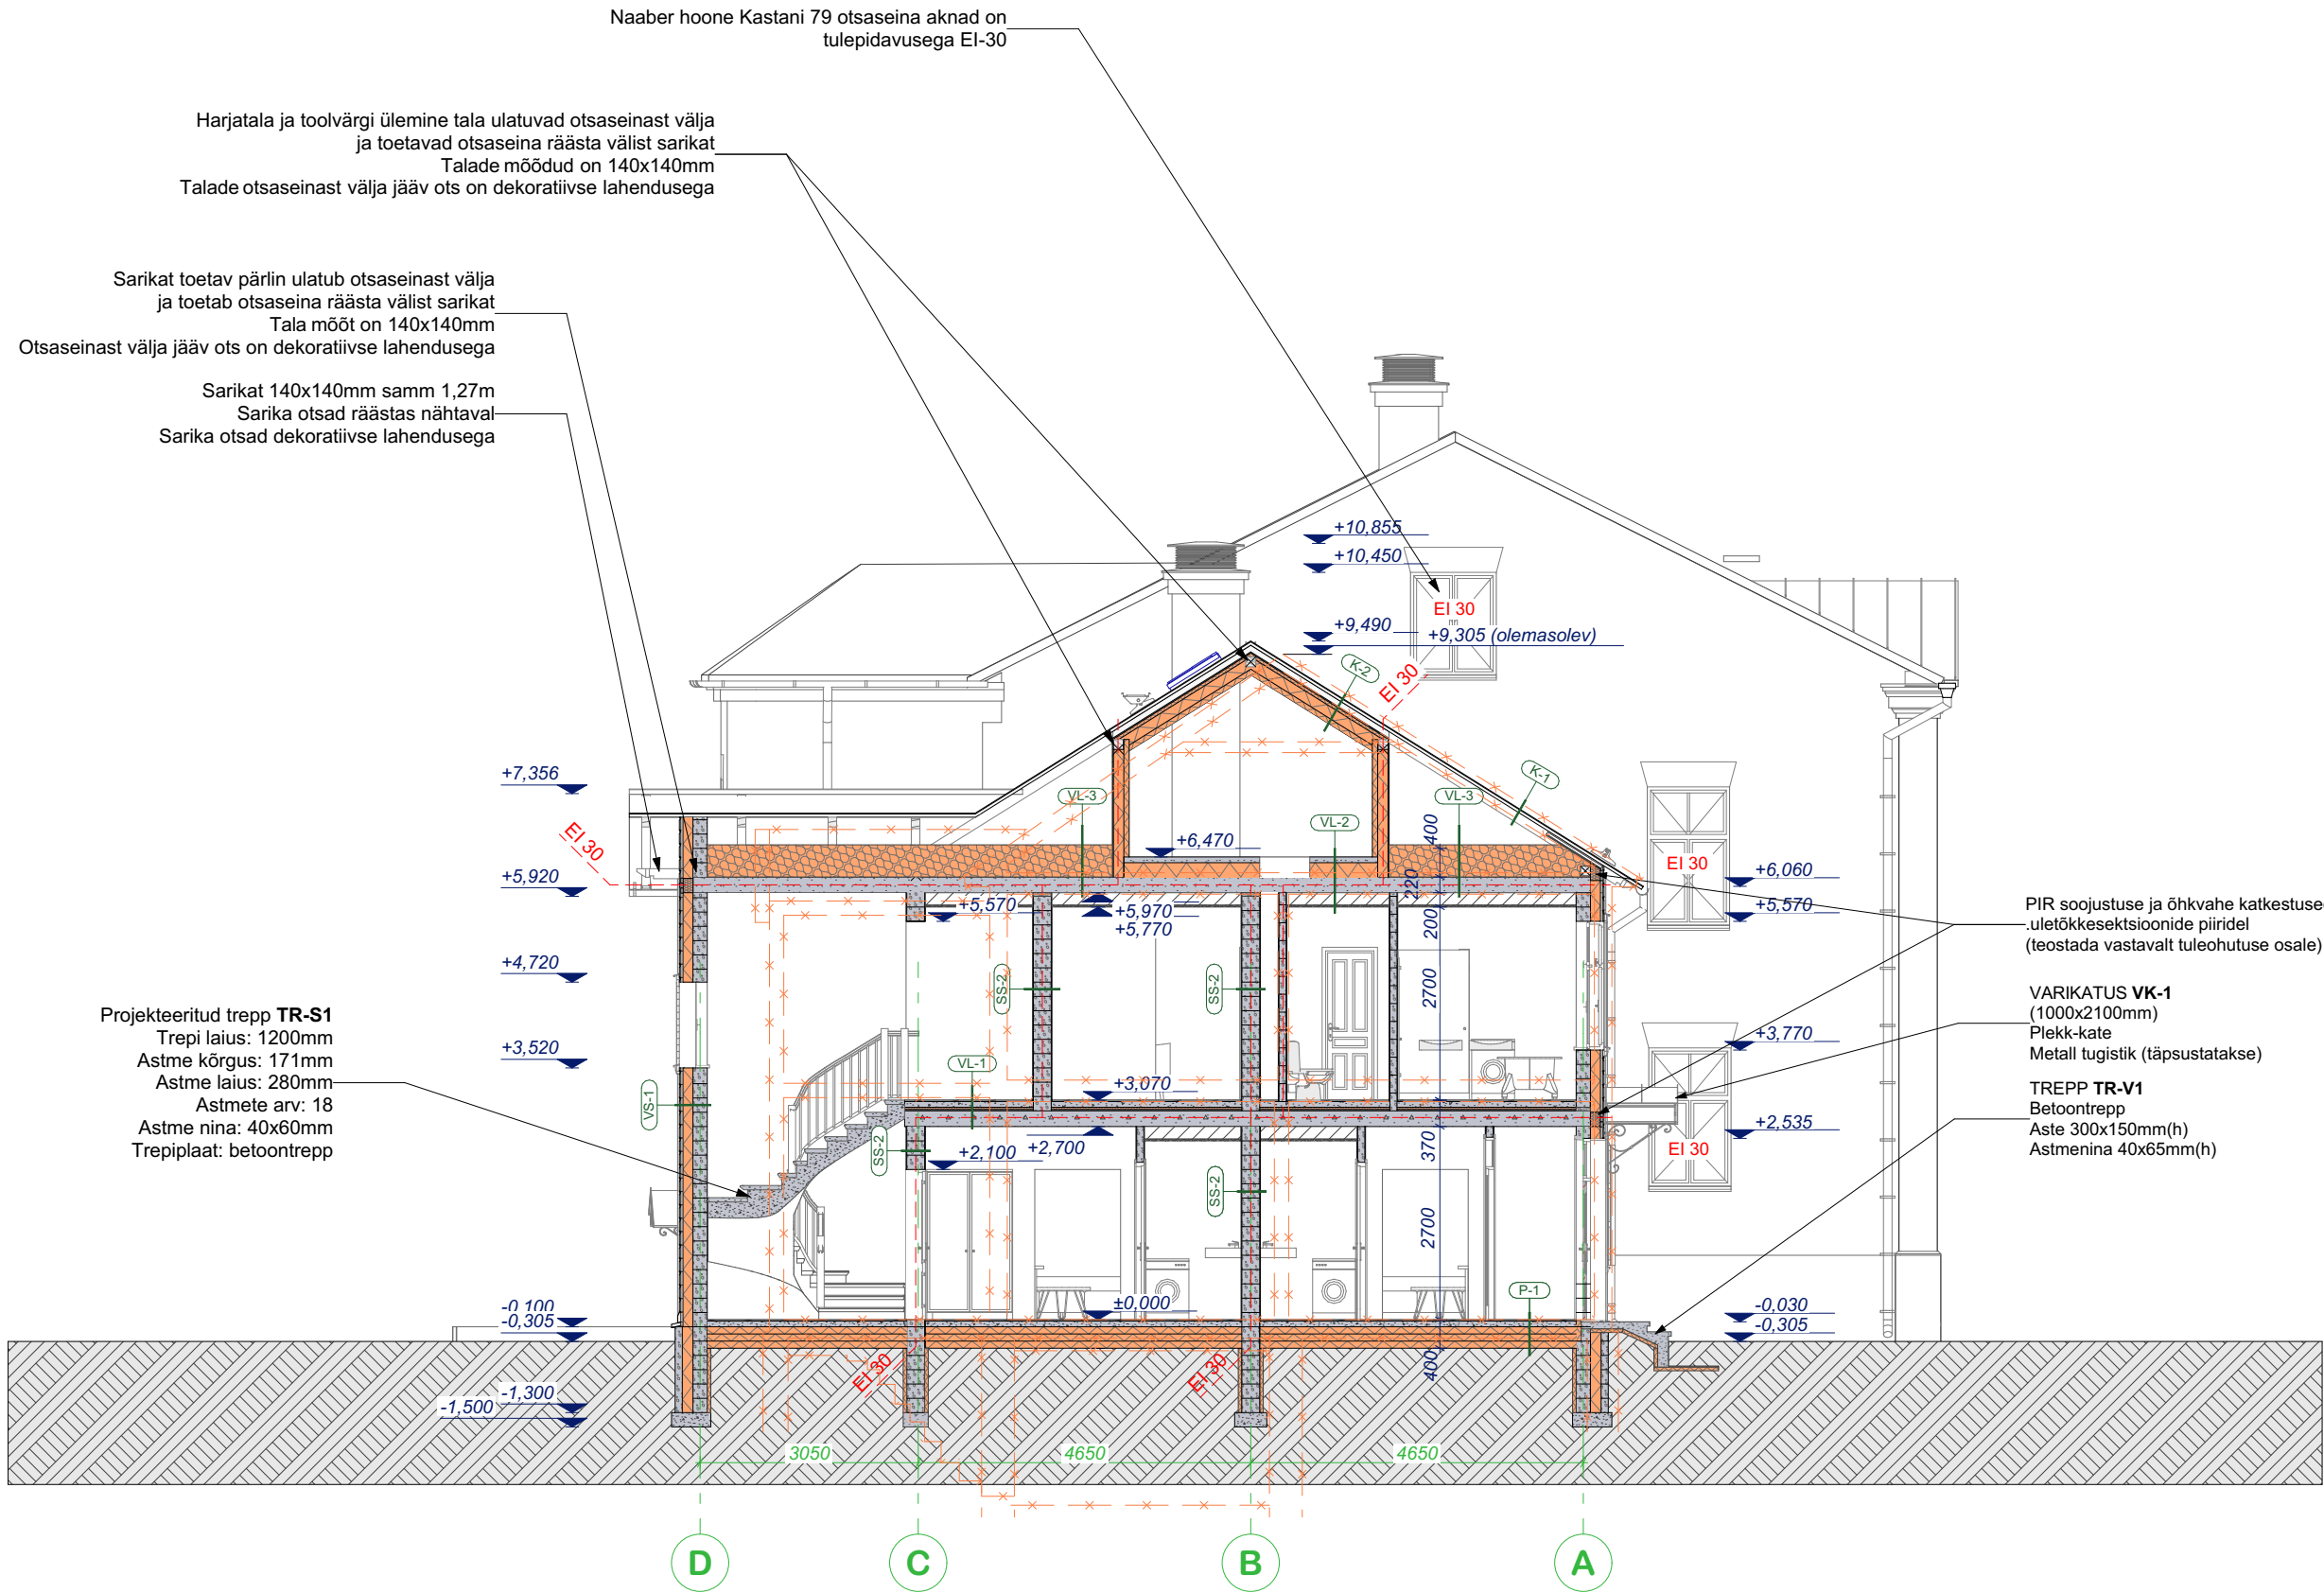 Naaber hoone Kastani 79 otsaseina aknad on
tulepidavusega EI-30
Harjatala ja toolvärgi ülemine tala ulatuvad otsaseinast välja
ja toetavad otsaseina räästa välist sarikat
Talade mõõdud on 140x140mm
Talade otsaseinast välja jääv ots on dekoratiivse lahendusega
Sarikat toetav pärlin ulatub otsaseinast välja
ja toetab otsaseina räästa välist sarikat
Tala mõõt on 140x140mm
Otsaseinast välja jääv ots on dekoratiivse lahendusega
Sarikat 140x140mm samm 1,27m
Sarika otsad räästas nähtaval
Sarika otsad dekoratiivse lahendusega
+10,855
+10,450
EI 30
+9,490
+9,305 (olemasolev)
K-2
EI 30
+7,356
K-1
VL-3
VL-3
VL-2
400
EI 30
+6,470
EI 30
+5,920
+6,060
220
+5,570
+5,970
+5,770
200
+5,570
PIR soojustuse ja õhkvahe katkestuse
.uletõkkesektsioonide piiridel
(teostada vastavalt tuleohutuse osale)
+4,720
SS-2
SS-2
2700
VARIKATUS VK-1
(1000x2100mm)
Plekk-kate
Metall tugistik (täpsustatakse)
Projekteeritud trepp TR-S1
Trepi laius: 1200mm
Astme kõrgus: 171mm
Astme laius: 280mm
Astmete arv: 18
Astme nina: 40x60mm
Trepiplaat: betoontrepp
+3,520
+3,770
VL-1
+3,070
VS-1
TREPP TR-V1
Betoontrepp
Aste 300x150mm(h)
Astmenina 40x65mm(h)
+2,535
SS-2
+2,100
+2,700
370
EI 30
SS-2
2700
P-1
±0,000
-0,100
-0,305
-0,030
-0,305
EI 30
EI 30
400
-1,300
-1,500
3050
4650
4650
D
C
B
A